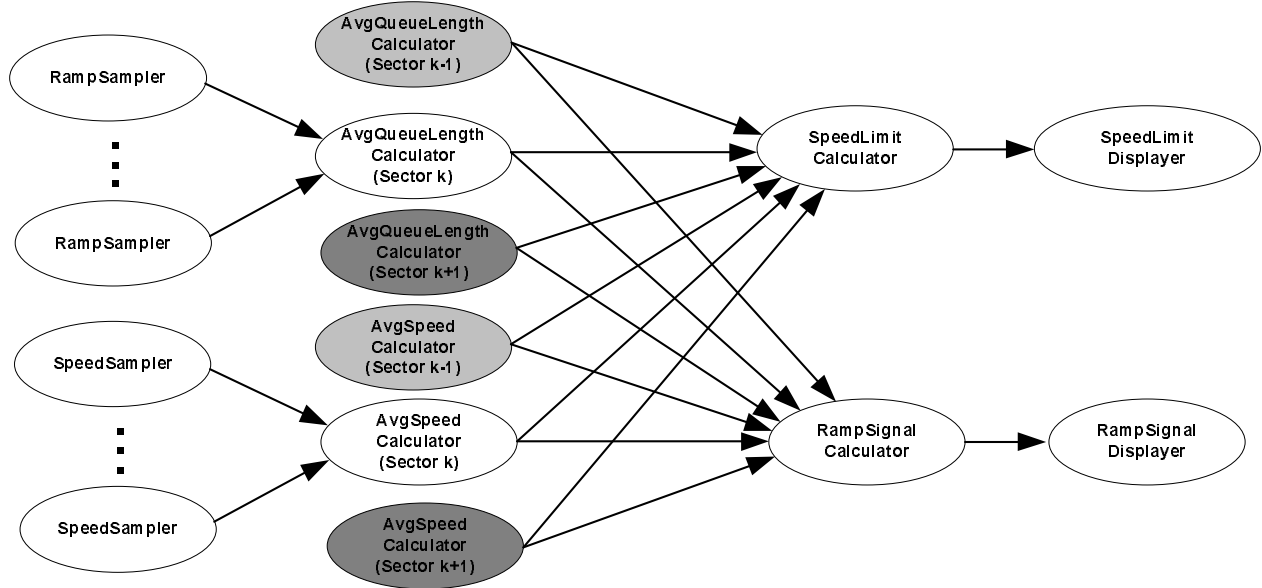 RampSampler
RampSampler
SpeedSampler
SpeedSampler
AvgQueueLength
Calculator
(Sector k-1)
AvgQueueLength
Calculator
(Sector k)
AvgQueueLength
Calculator
(Sector k+1)
AvgSpeed
Calculator
(Sector k-1)
AvgSpeed
Calculator
(Sector k)
AvgSpeed
Calculator
(Sector k+1)
SpeedLimit
Calculator
RampSignal
Calculator
SpeedLimit
Displayer
RampSignal
Displayer